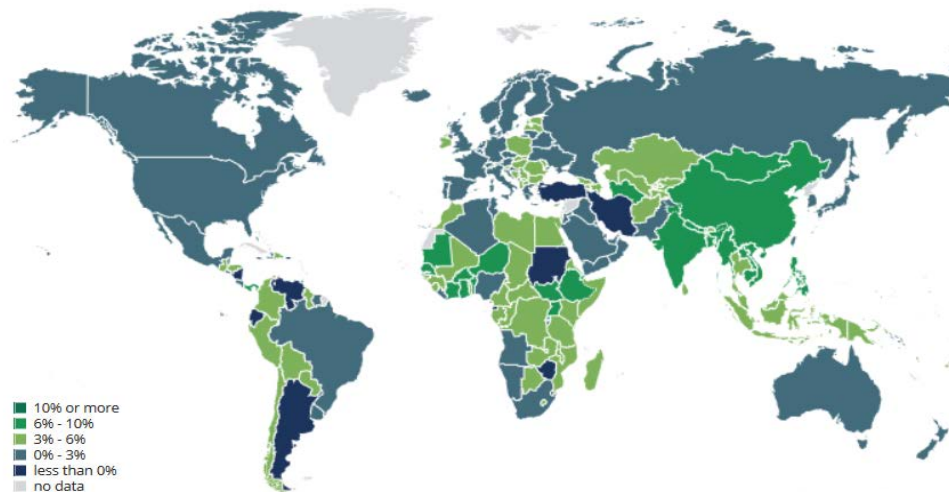 10% or more
6% - 10%
3% - 6%
0% - 3%
less than 0%
no data